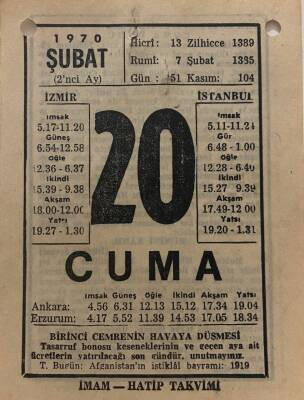 1970
ŞUBAT
(2'nci Ay)
Hicrî: 13 Zilhicce 1389
Rumî: 7 Şubat 1385
Gün: 51 Kasım: 104
İZMİR
İSTANBUL
İmsak
5.17-11.20
Güneş
6.54-12.58
Öğle
12.36-6.37
İkindi
15.39-9.38
Akşam
18.00-12.00
Yatsı
19.27-1.30
20
İmsak
5.11-11.24
Gür.
6.48-1.00
Öğle
12.28-6.40
İkindi
15.27 9.39
Akşam
17.49-12 00
Yatsı
19.20-1.31
CUMA
İmsak Güneş Öğle İkindi Akşam Yatsı
Ankara: 4.56 6.31 12.13 15.12 17.34 19.04
Erzurum: 4.17 5.52 11.39 14.53 17.05 18.34
BİRİNCİ CEMRENİN HAVAYA DÜŞMESİ
Tasarruf bonosu keseneklerinin ve geçen aya ait
ücretlerin yatırılacağı son gündür, unutmayınız.
T. Bugün: Afganistan'ın istiklâl bayramı: 1919
İMAM — HATİP TAKVİMİ